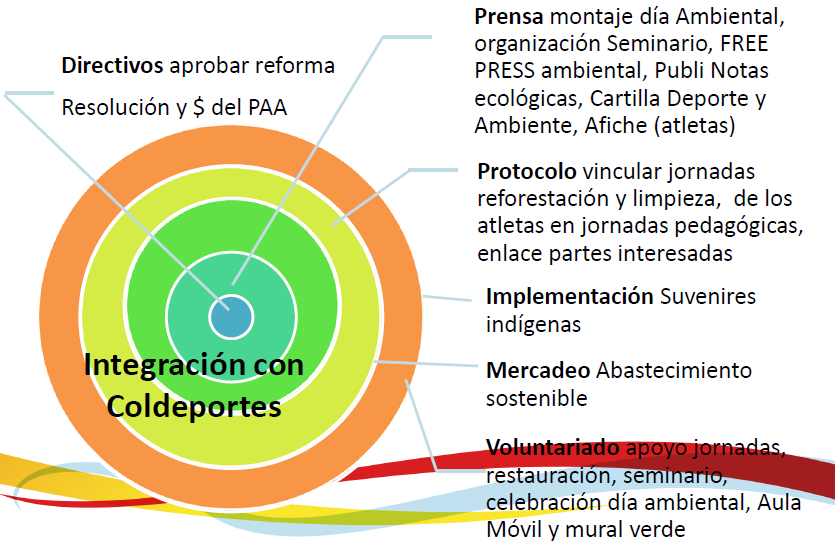 Directivos aprobar reforma
Resolución y $ del PAA
Prensa montaje día Ambiental,
organización Seminario, FREE
PRESS ambiental, Publi Notas
ecológicas, Cartilla Deporte y
Ambiente, Afiche (atletas)
Protocolo vincular jornadas
reforestación y limpieza, de los
atletas en jornadas pedagógicas,
enlace partes interesadas
Implementación Suvenires
indígenas
Mercadeo Abastecimiento
sostenible
Voluntariado apoyo jornadas,
restauración, seminario,
celebración día ambiental, Aula
Móvil y mural verde
Integración con
Coldeportes